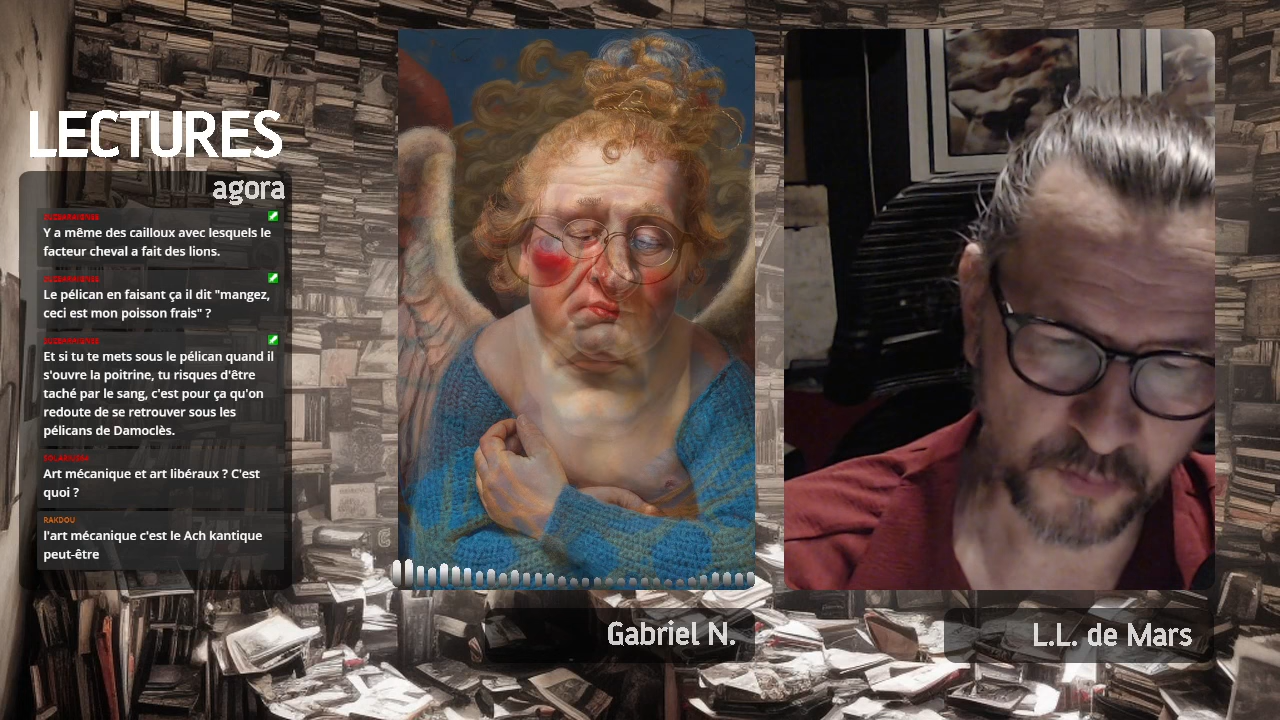 LECTURES
agora
Y a même des cailloux avec lesquels le
facteur cheval a fait des lions.
Le pélican en faisant ça il dit "mangez,
ceci est mon poisson frais" ?
Et si tu te mets sous le pélican quand il
s'ouvre la poitrine, tu risques d'être
taché par le sang, c'est pour ça qu'on
redoute de se retrouver sous les
pélicans de Damoclès.
Art mécanique et art libéraux ? C'est
quoi ?
RAKDOU
l'art mécanique c'est le Ach kantique
peut-être
Gabriel N.
L.L. de Mars